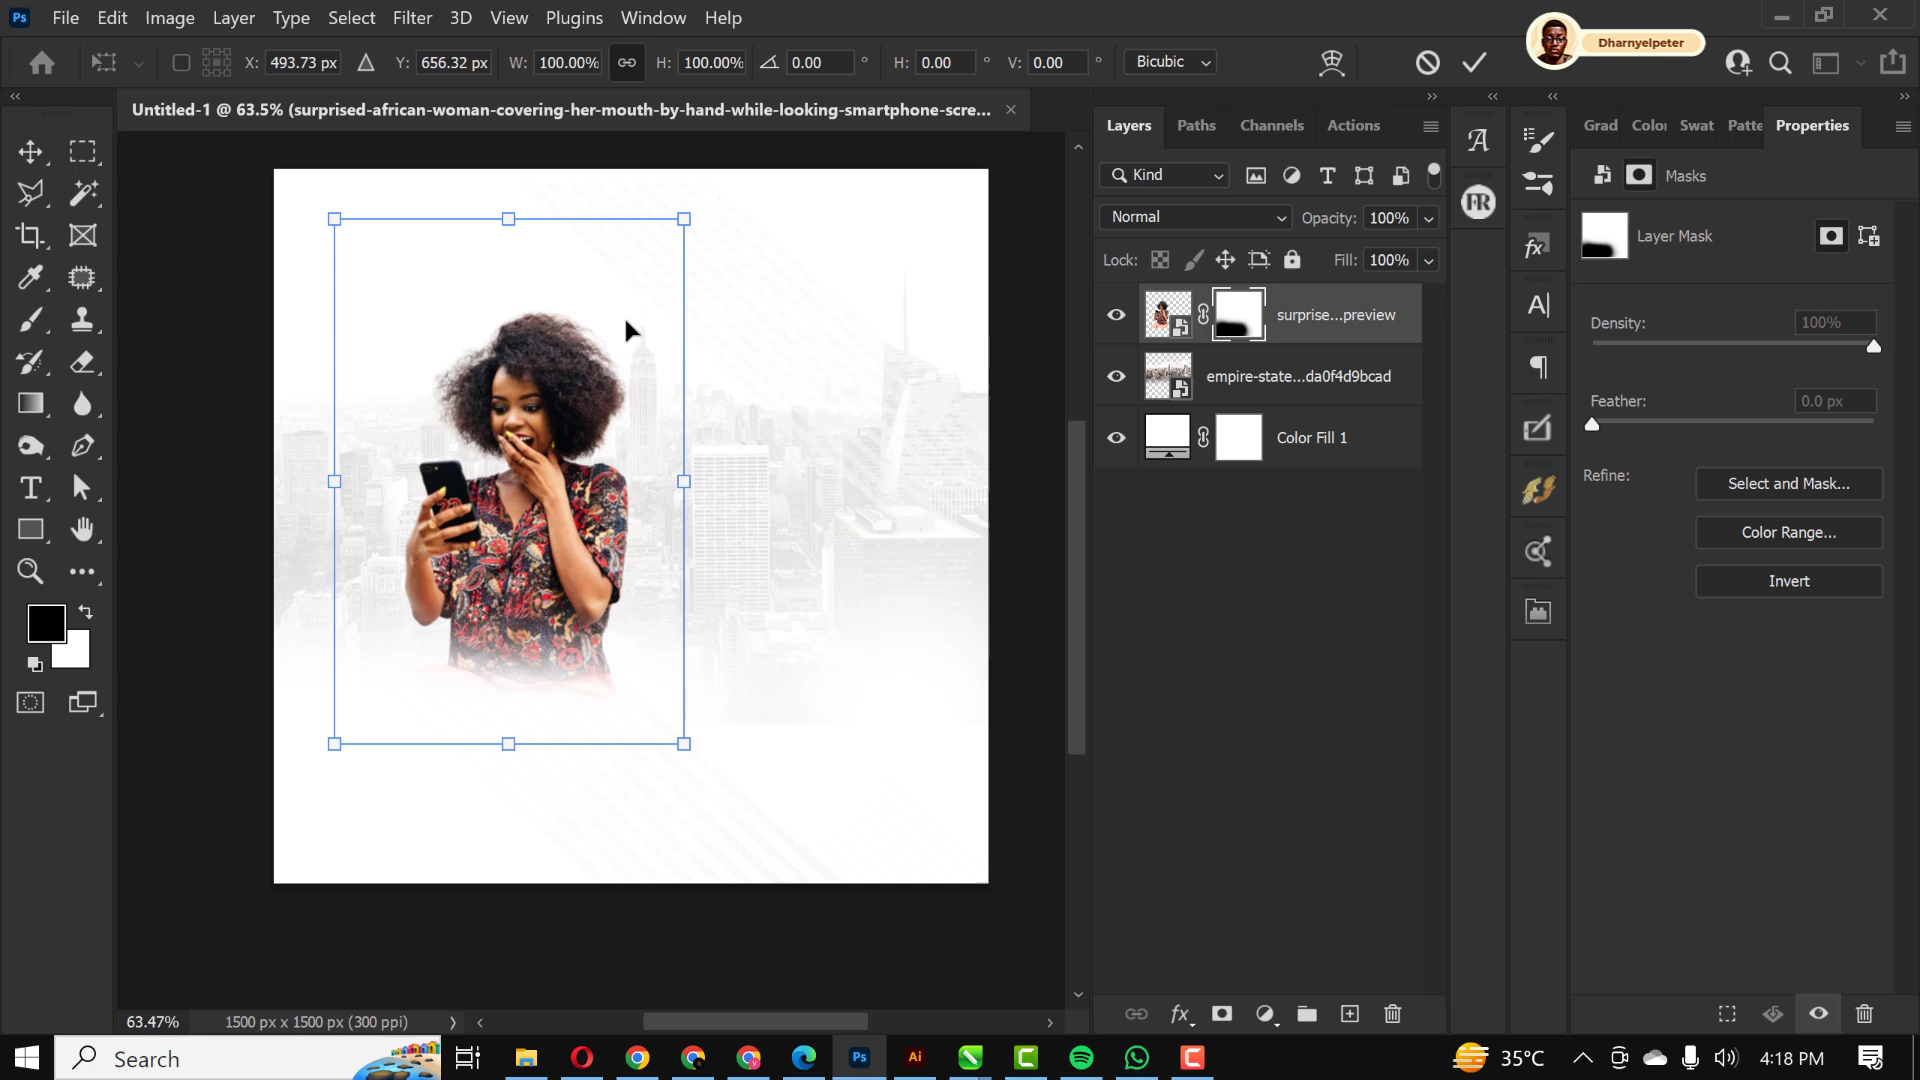 Ps File Edit Image Layer Type Select Filter 3D View Plugins Window Help
Dharnyelpeter
X: 493.73 px Y: 656.32 px W: 100.00% H: 100.00% 0.00 ° H: 0.00 ° V: 0.00 ° Bicubic
Untitled-1 @ 63.5% (surprised-african-woman-covering-her-mouth-by-hand-while-looking-smartphone-scre...
Layers Paths Channels Actions
Grad Color Swat Patte Properties
Kind
Masks
Normal Opacity: 100%
Layer Mask
Lock: Fill: 100%
surprise...preview
Density: 100%
empire-state...da0f4d9bcad
Feather: 0.0 px
Color Fill 1
Refine: Select and Mask...
Color Range...
Invert
FR
63.47% 1500 px x 1500 px (300 ppi)
Search
Ps Ai
35°C 4:18 PM